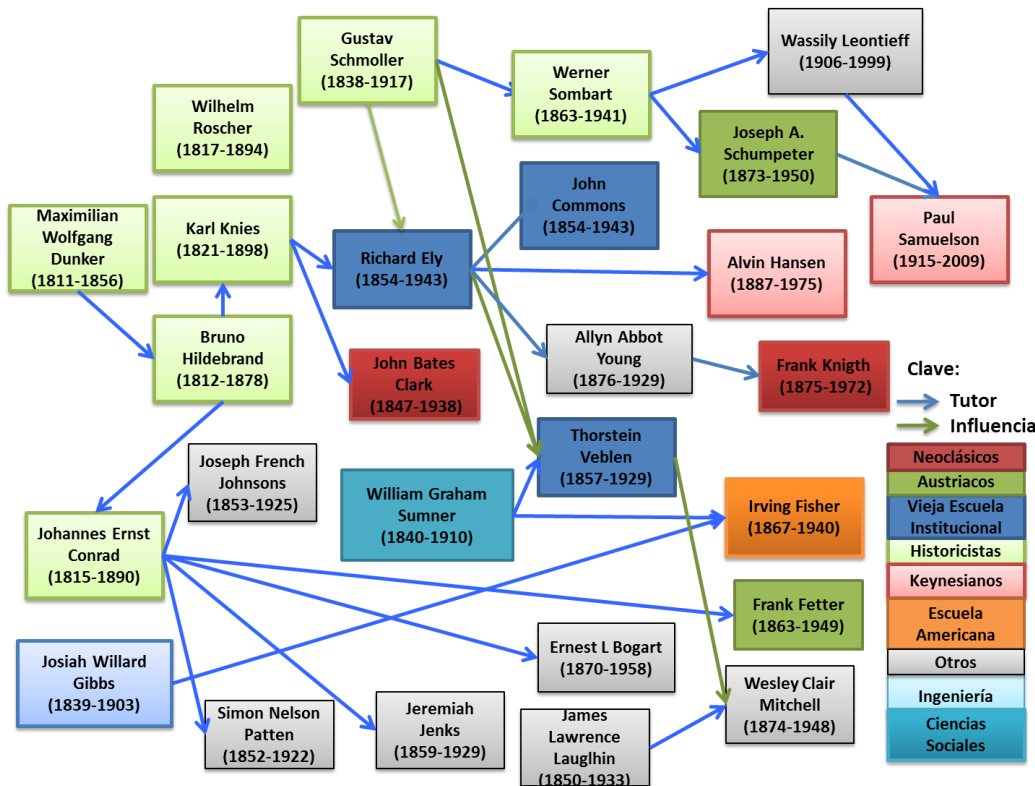 Gustav
Schmoller
(1838-1917)
Wassily Leontieff
(1906-1999)
Werner
Sombart
(1863-1941)
Wilhelm
Roscher
(1817-1894)
Joseph A.
Schumpeter
(1873-1950)
John
Commons
(1854-1943)
Maximilian
Wolfgang
Dunker
(1811-1856)
Karl Knies
(1821-1898)
Richard Ely
(1854-1943)
Alvin Hansen
(1887-1975)
Paul
Samuelson
(1915-2009)
Bruno
Hildebrand
(1812-1878)
John Bates
Clark
(1847-1938)
Allyn Abbot
Young
(1876-1929)
Frank Knigth
(1875-1972)
Clave:
Tutor
Influencia
Joseph French
Johnsons
(1853-1925)
Thorstein
Veblen
(1857-1929)
William Graham
Sumner
(1840-1910)
Irving Fisher
(1867-1940)
Johannes Ernst
Conrad
(1815-1890)
Frank Fetter
(1863-1949)
Ernest L Bogart
(1870-1958)
Josiah Willard
Gibbs
(1839-1903)
Simon Nelson
Patten
(1852-1922)
Jeremiah
Jenks
(1859-1929)
James
Lawrence
Lauglhin
(1850-1933)
Wesley Clair
Mitchell
(1874-1948)
Neoclásicos
Austriacos
Vieja Escuela
Institucional
Historicistas
Keynesianos
Escuela
Americana
Otros
Ingeniería
Ciencias
Sociales